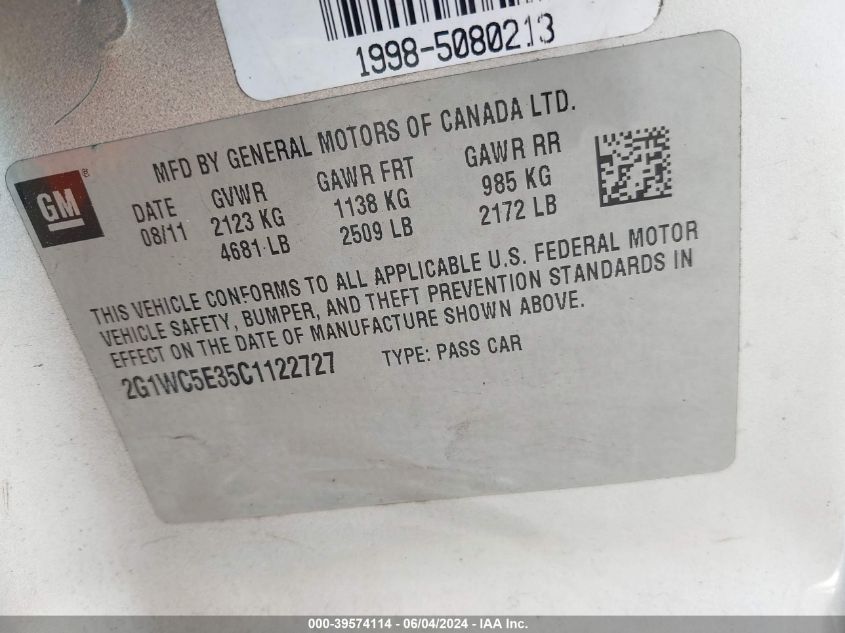 1998-5080213
MFD BY GENERAL MOTORS OF CANADA LTD.
GM ®
DATE GVWR GAWR FRT GAWR RR
08/11 2123 KG 1138 KG 985 KG
4681 LB 2509 LB 2172 LB
THIS VEHICLE CONFORMS TO ALL APPLICABLE U.S. FEDERAL MOTOR
VEHICLE SAFETY, BUMPER, AND THEFT PREVENTION STANDARDS IN
EFFECT ON THE DATE OF MANUFACTURE SHOWN ABOVE.
2G1WC5E35C1122727 TYPE: PASS CAR
000-39574114 - 06/04/2024 - IAA Inc.